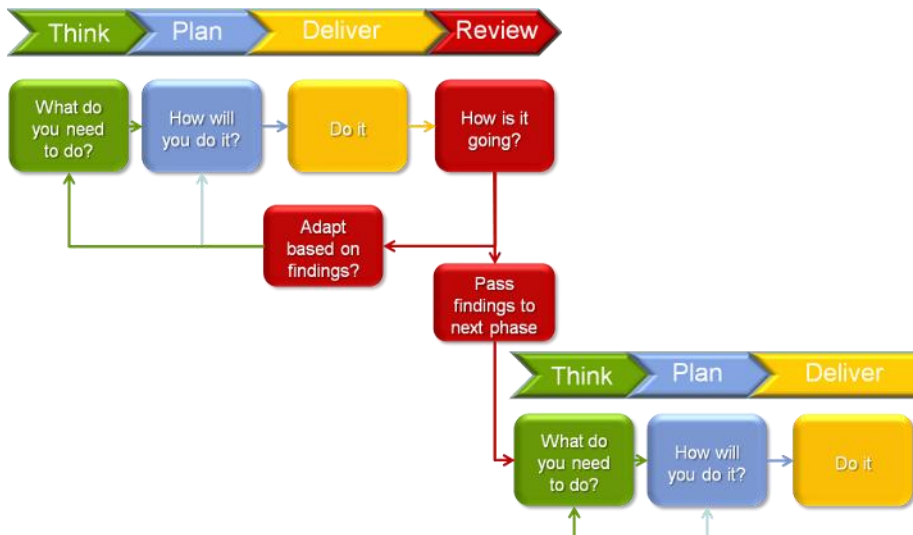 Think
Plan
Deliver
Review
What do
you need
to do?
How will
you do it?
Do it
How is it
going?
Adapt
based on
findings?
Pass
findings to
next phase
Think
Plan
Deliver
What do
you need
to do?
How will
you do it?
Do it